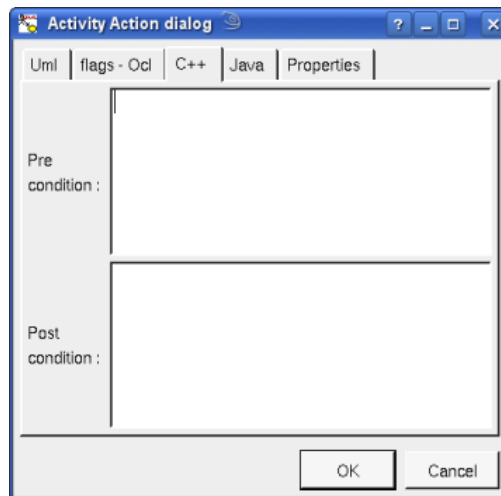 Activity Action dialog
Uml
flags - Ocl
C++
Java
Properties
Pre
condition :
Post
condition :
OK
Cancel